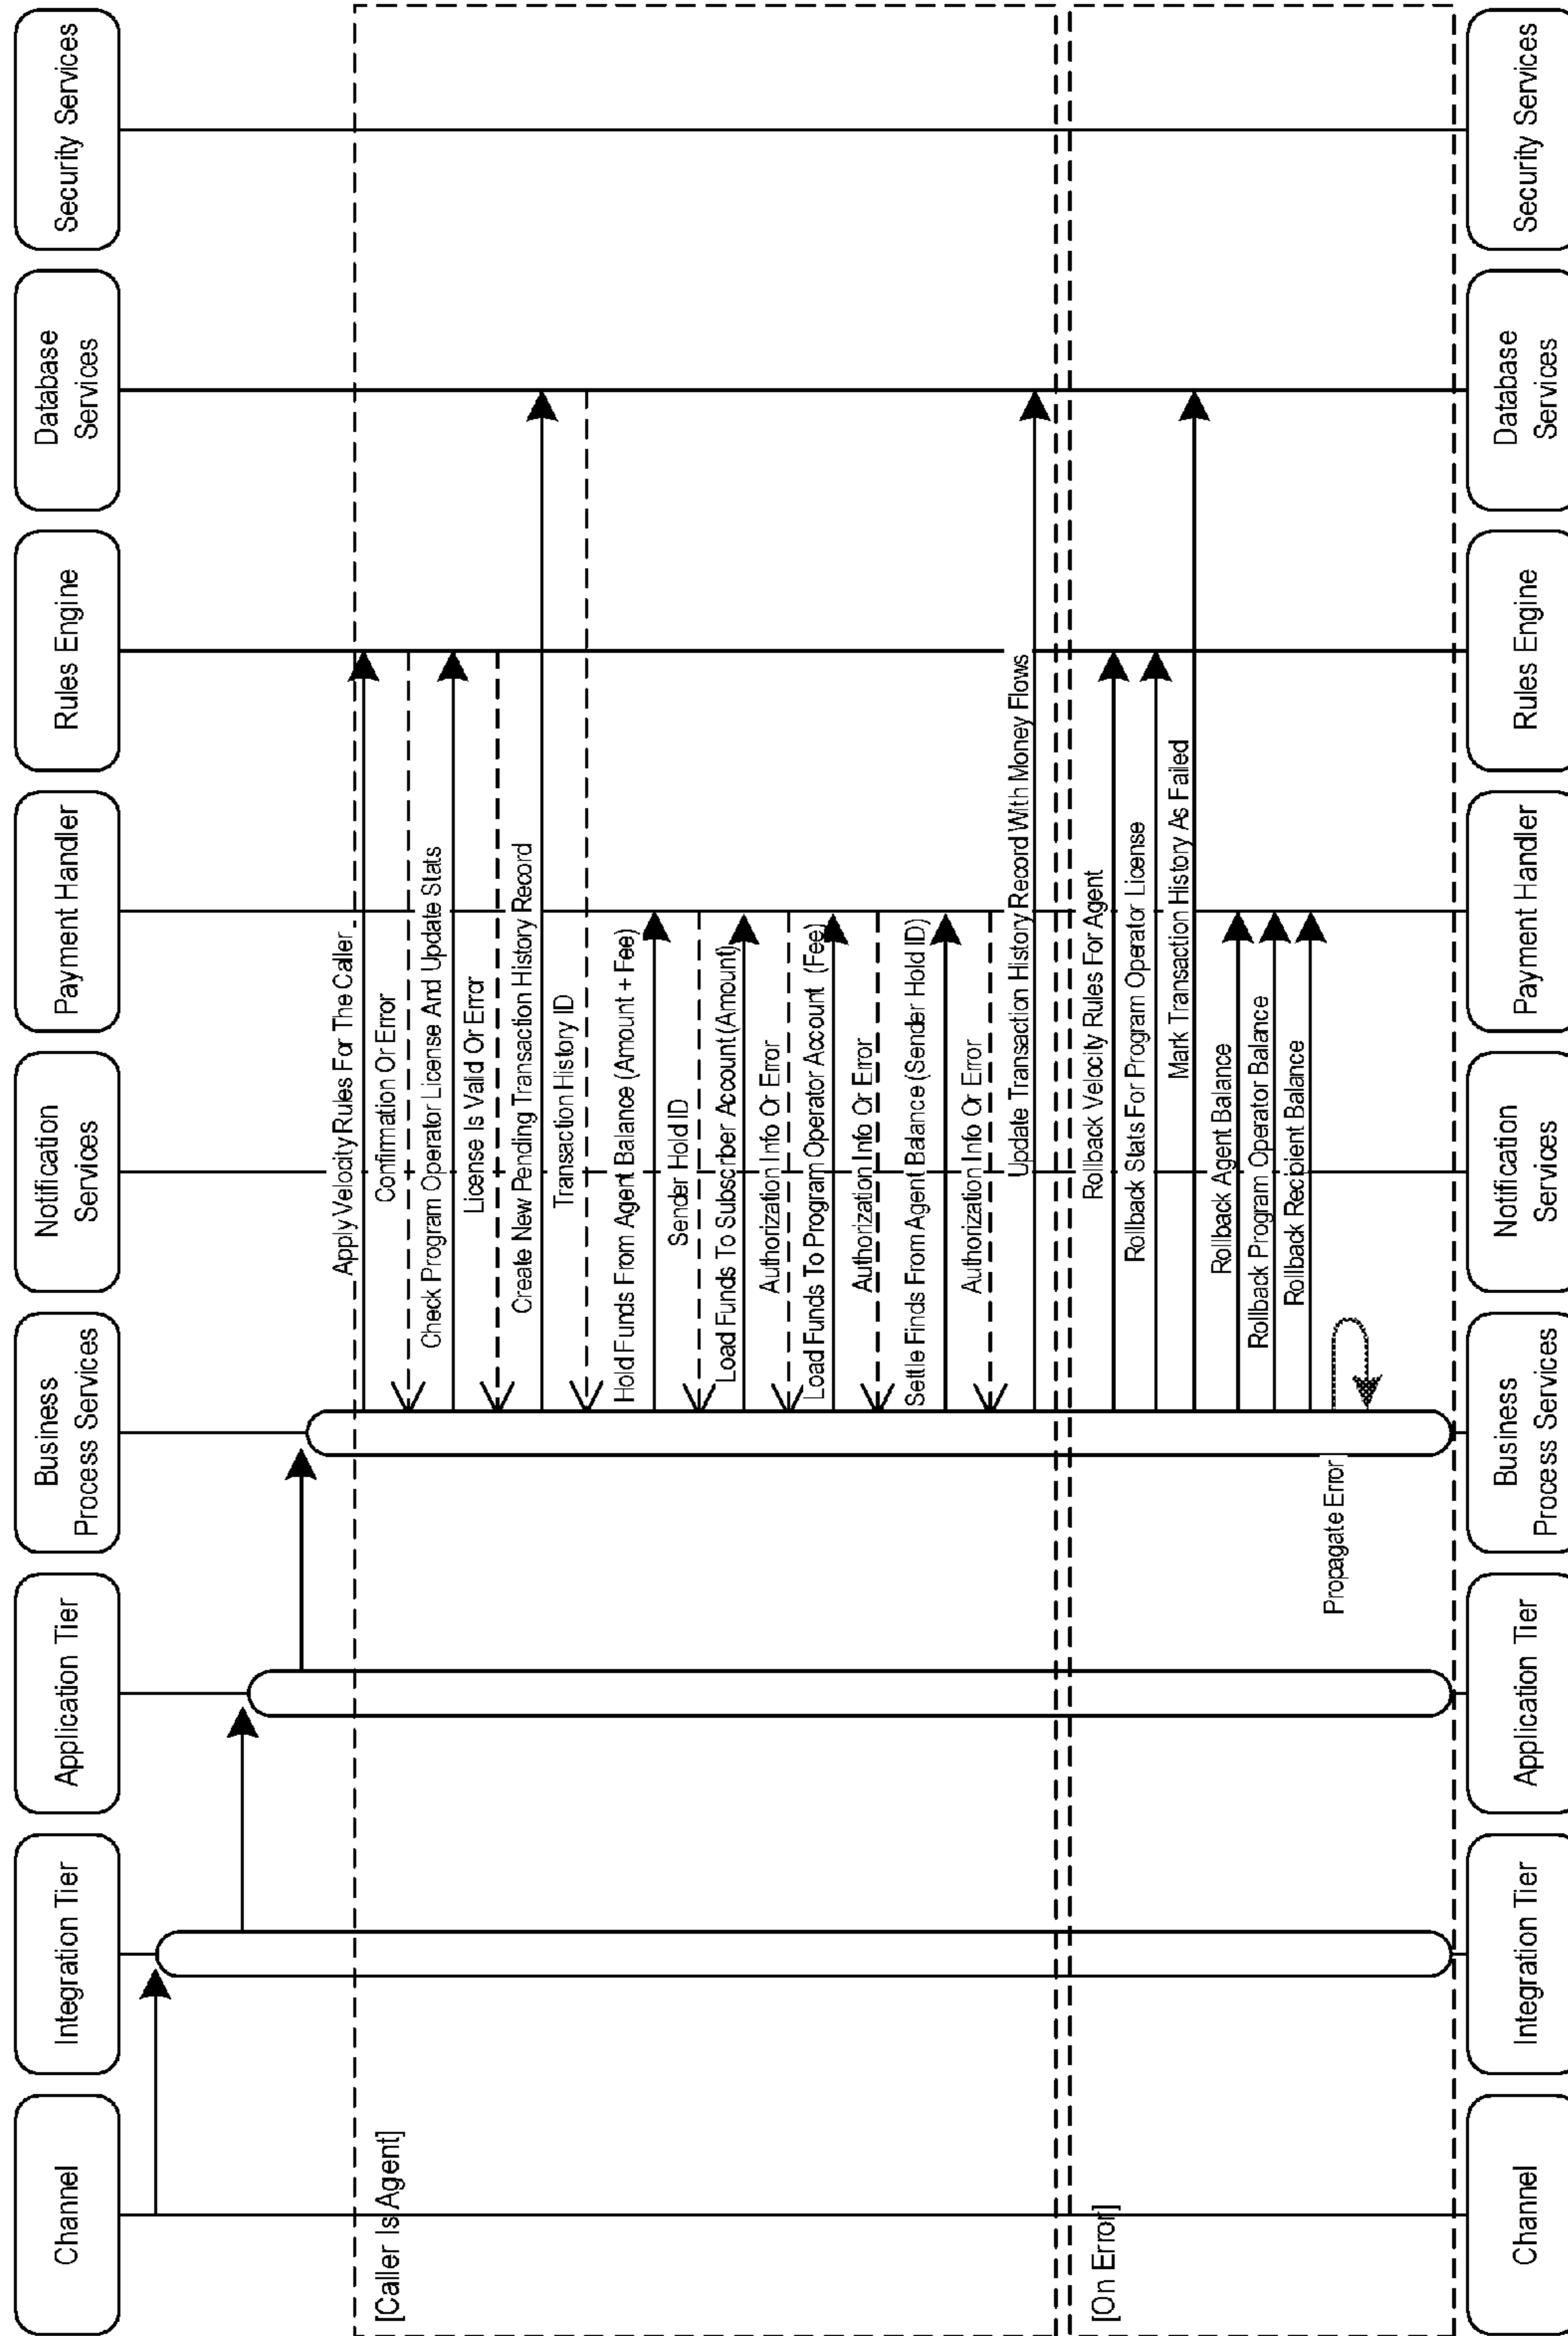 Channel
Integration Tier
Application Tier
Business
Process Services
Notification
Services
Payment Handler
Rules Engine
Database
Services
Security Services
[Caller Is Agent]
Apply Velocity Rules For The Caller
Confirmation Or Error
Check Program Operator License And Update Stats
License Is Valid Or Error
Create New Pending Transaction History Record
Transaction History ID
Hold Funds From Agent Balance (Amount + Fee)
Sender Hold ID
Load Funds To Subscriber Account (Amount)
Authorization Info Or Error
Load Funds To Program Operator Account (Fee)
Authorization Info Or Error
Settle Finds From Agent Balance (Sender Hold ID)
Authorization Info Or Error
Update Transaction History Record With Money Flows
[On Error]
Rollback Velocity Rules For Agent
Rollback Stats For Program Operator License
Mark Transaction History As Failed
Rollback Agent Balance
Rollback Program Operator Balance
Rollback Recipient Balance
Propagate Error
Channel
Integration Tier
Application Tier
Business
Process Services
Notification
Services
Payment Handler
Rules Engine
Database
Services
Security Services